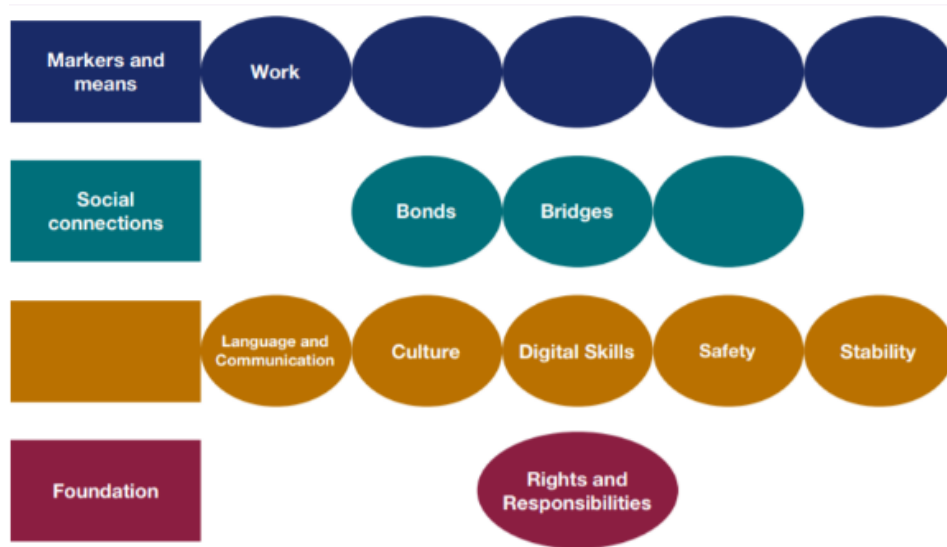 Markers and
means
Work
Social
connections
Bonds
Bridges
Language and
Communication
Culture
Digital Skills
Safety
Stability
Foundation
Rights and
Responsibilities